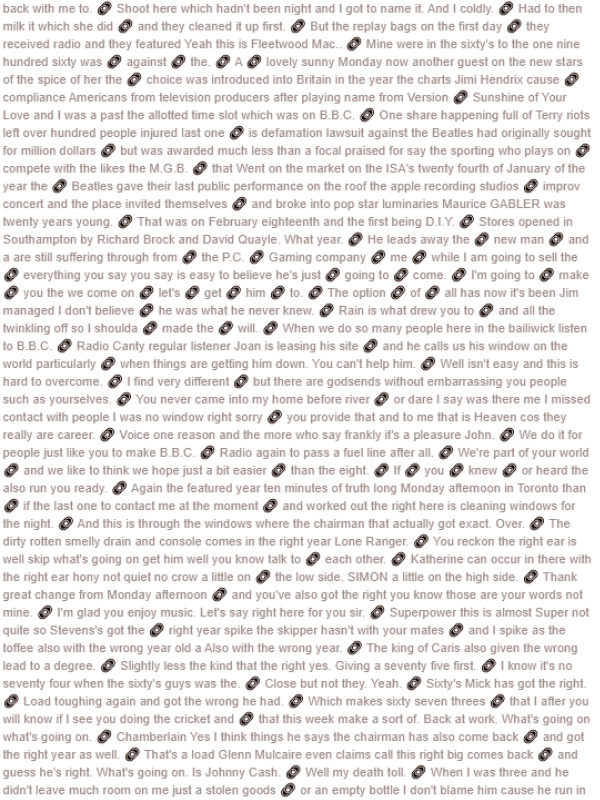 back with me to. Shoot here which hadn't been night and I got to name it. And I coldly. Had to then
milk it which she did and they cleaned it up first. But the replay bags on the first day they
received radio and they featured Yeah this is Fleetwood Mac.. Mine were in the sixty's to the one nine
hundred sixty was against the. A lovely sunny Monday now another guest on the new stars
of the spice of her the choice was introduced into Britain in the year the charts Jimi Hendrix cause
compliance Americans from television producers after playing name from Version Sunshine of Your
Love and I was a past the allotted time slot which was on B.B.C. One share happening full of Terry riots
left over hundred people injured last one is defamation lawsuit against the Beatles had originally sought
for million dollars but was awarded much less than a focal praised for say the sporting who plays on
compete with the likes the M.G.B. that Went on the market on the ISA's twenty fourth of January of the
year the Beatles gave their last public performance on the roof of the apple recording studios improv
concert and the place invited themselves and broke into pop star luminaries Maurice GABLER was
twenty years young. That was on February eighteenth and the first being D.I.Y. Stores opened in
Southampton by Richard Brock and David Quayle. What year. He leads away the new man and
a are still suffering through from the P.C. Gaming company me while I am going to sell the
everything you say you say is easy to believe he's just going to come. I'm going to make
you the we come on let's get him to. The option of all has now it's been Jim
managed I don't believe he was what he never knew. Rain is what drew you to and all the
twinkling off so I shoulda made the will. When we do so many people here in the bailiwick listen
to B.B.C. Radio Canty regular listener Joan is leasing his site and he calls us his window on the
world particularly when things are getting him down. You can't help him. Well isn't easy and this is
hard to overcome. I find very different but there are godsends without embarrassing you people
such as yourselves. You never came into my home before river or dare I say was there me I missed
contact with people I was no window right sorry you provide that and to me that is Heaven cos they
really are career. Voice one reason and the more who say frankly it's a pleasure John. We do it for
people just like you to make B.B.C. Radio again to pass a fuel line after all. We're part of your world
and we like to think we hope just a bit easier than the eight. If you knew or heard the
also run you ready. Again the featured year ten minutes of truth long Monday afternoon in Toronto than
if the last one to contact me at the moment and worked out the right here is cleaning windows for
the night. And this is through the windows where the chairman that actually got exact. Over. The
dirty rotten smelly drain and console comes in the right year Lone Ranger. You reckon the right ear is
well skip what's going on get him well you know talk to each other. Katherine can occur in there with
the right ear hony not quiet no crow a little on the low side. SIMON a little on the high side. Thank
great change from Monday afternoon and you've also got the right you know those are your words not
mine. I'm glad you enjoy music. Let's say right here for you sir. Superpower this is almost Super not
quite so Stevens's got the right year spike the skipper hasn't with your mates and I spike as the
toffee also with the wrong year old a Also with the wrong year. The king of Caris also given the wrong
lead to a degree. Slightly less the kind that the right yes. Giving a seventy five first. I know it's no
seventy four when the sixty's guys was the. Close but not they. Yeah. Sixty's Mick has got the right.
Load toughing again and got the wrong he had. Which makes sixty seven threes that I after you
will know if I see you doing the cricket and that this week make a sort of. Back at work. What's going on
what's going on. Chamberlain Yes I think things he says the chairman has also come back and got
the right year as well. That's a load Glenn Mulcaire even claims call this right big comes back and
guess he's right. What's going on. Is Johnny Cash. Well my death toll. When I was three and he
didn't leave much room on me just a stolen goods or an empty bottle I don't blame him cause he run in